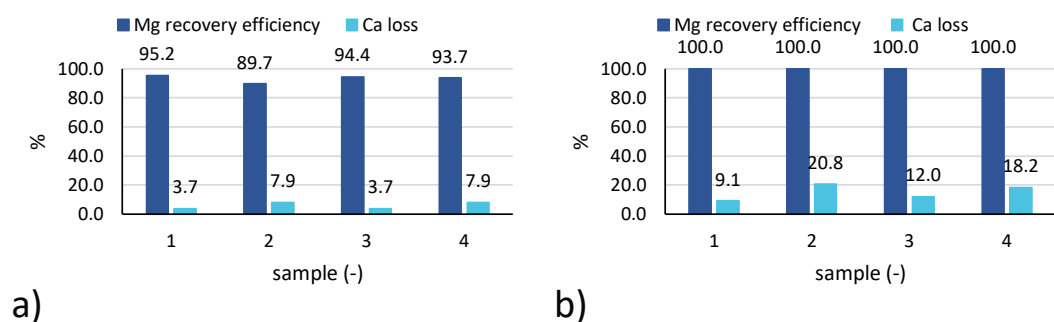 Mg recovery efficiency Ca loss
95.2 89.7 94.4 93.7
100.0
80.0
60.0
40.0
20.0
0.0
%
3.7 7.9 3.7 7.9
1 2 3 4
sample (-)
a)
Mg recovery efficiency Ca loss
100.0 100.0 100.0 100.0
100.0
80.0
60.0
40.0
20.0
0.0
%
9.1 20.8 12.0 18.2
1 2 3 4
sample (-)
b)